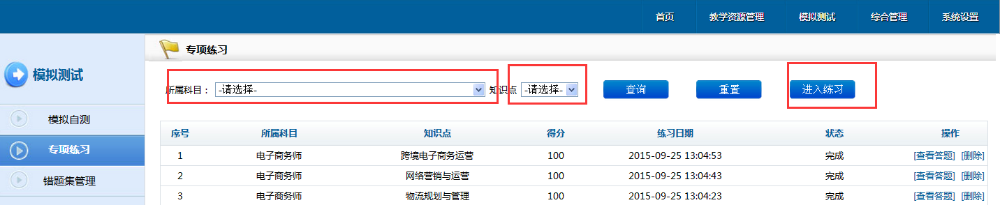 首页 教学资源管理 模拟测试 综合管理 系统设置
专项练习
模拟测试
所属科目： -请选择- 知识点 -请选择- 查询 重置 进入练习
模拟自测
专项练习
错题集管理
序号 所属科目 知识点 得分 练习日期 状态 操作
1 电子商务师 跨境电子商务运营 100 2015-09-25 13:04:53 完成 [查看答题] [删除]
2 电子商务师 网络营销与运营 100 2015-09-25 13:04:43 完成 [查看答题] [删除]
3 电子商务师 物流规划与管理 100 2015-09-25 13:04:23 完成 [查看答题] [删除]